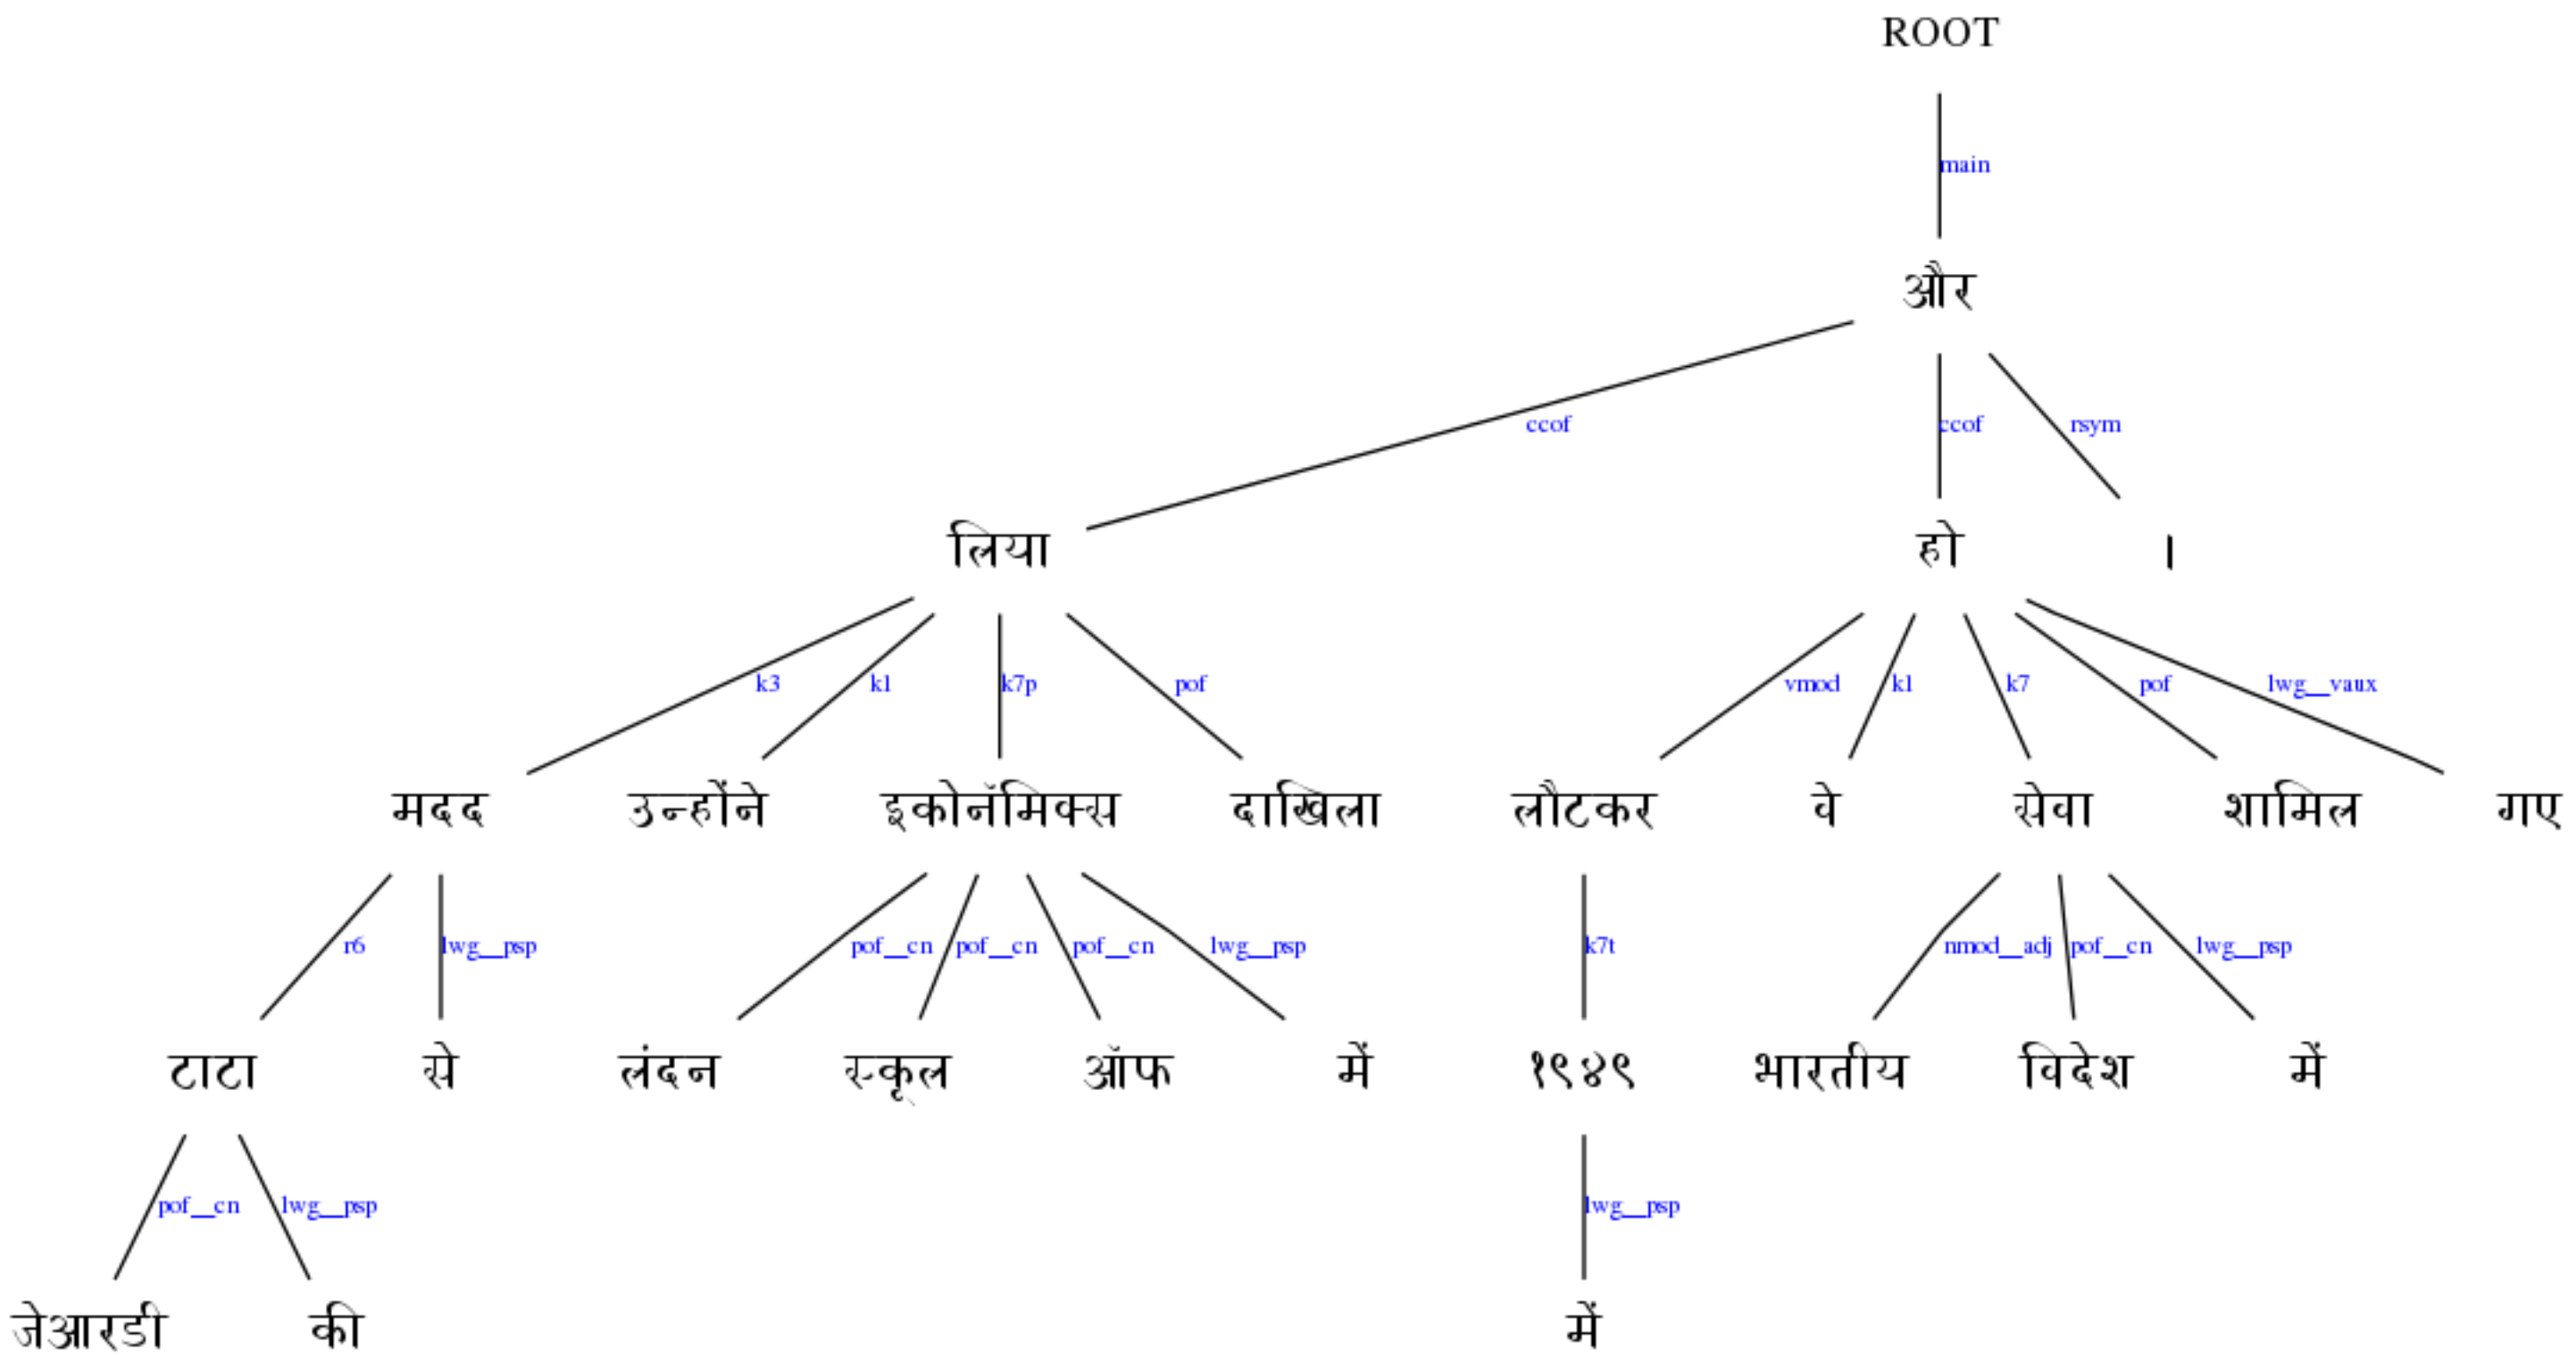 ROOT
main
और
ccof ccof rsym
लिया हो ।
k3 k1 k7p pof vmod k1 k7 pof lwg__vaux
मदद उन्होंने इकोनॉमिक्स दाखिला लौटकर वे सेवा शामिल गए
r6 lwg__psp pof__cn pof__cn pof__cn lwg__psp k7t nmod__adj pof__cn lwg__psp
टाटा से लंदन स्कूल ऑफ में १९४९ भारतीय विदेश में
pof__cn lwg__psp lwg__psp
जेआरडी की में